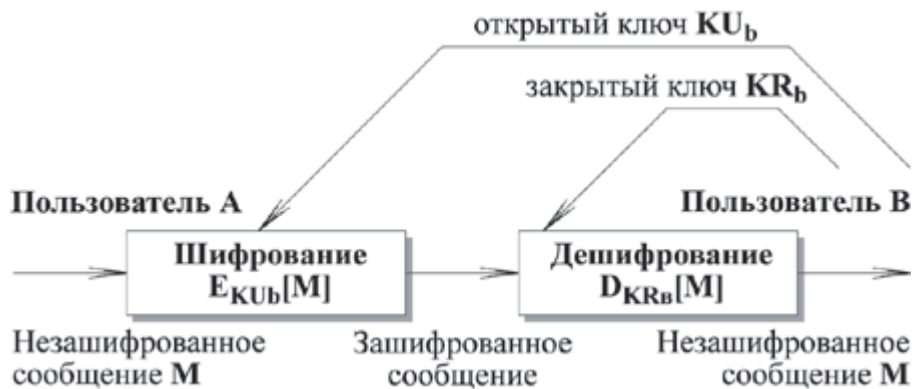 открытый ключ KUb
закрытый ключ KRb
Пользователь А
Пользователь В
Шифрование
EKUb[M]
Дешифрование
DKRв[M]
Незашифрованное
сообщение М
Зашифрованное
сообщение
Незашифрованное
сообщение М